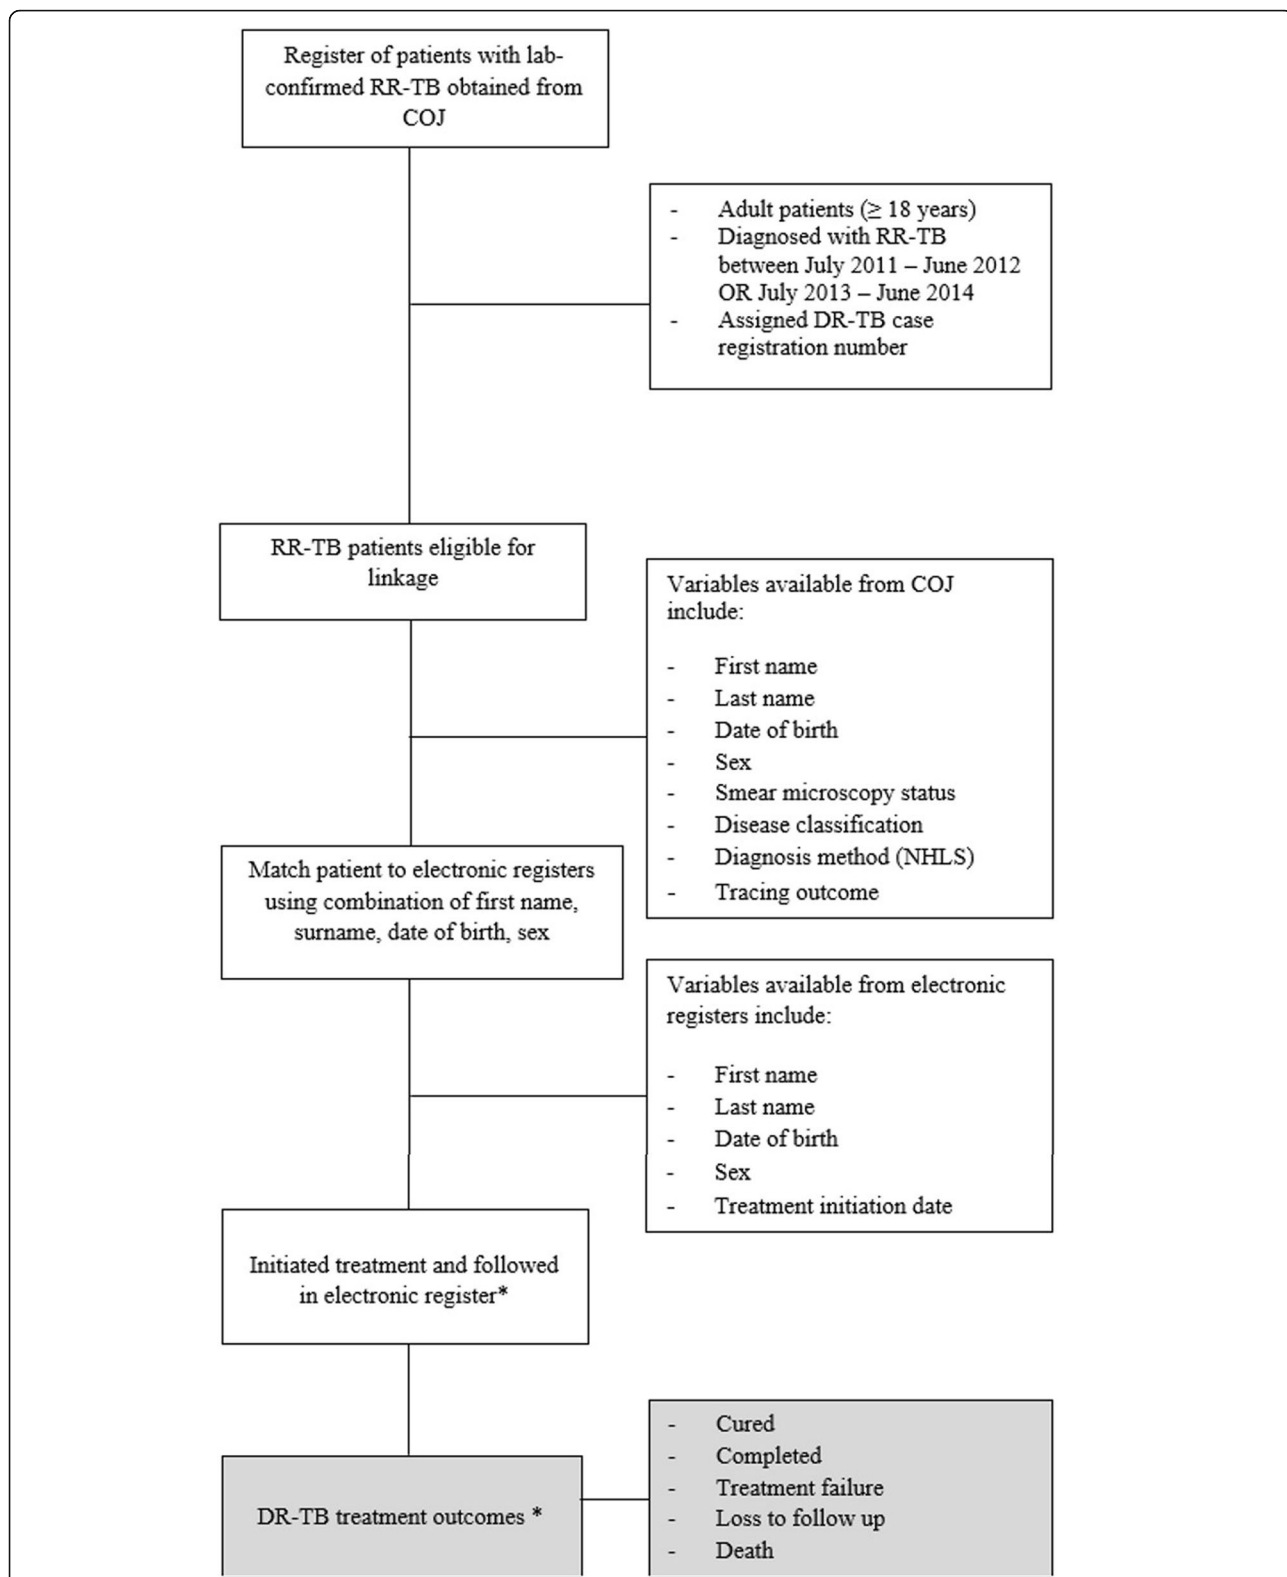 Register of patients with lab-
confirmed RR-TB obtained from
COJ
- Adult patients (≥ 18 years)
- Diagnosed with RR-TB
between July 2011 – June 2012
OR July 2013 – June 2014
- Assigned DR-TB case
registration number
RR-TB patients eligible for
linkage
Variables available from COJ
include:
- First name
- Last name
- Date of birth
- Sex
- Smear microscopy status
- Disease classification
- Diagnosis method (NHLS)
- Tracing outcome
Match patient to electronic registers
using combination of first name,
surname, date of birth, sex
Variables available from electronic
registers include:
- First name
- Last name
- Date of birth
- Sex
- Treatment initiation date
Initiated treatment and followed
in electronic register*
DR-TB treatment outcomes *
- Cured
- Completed
- Treatment failure
- Loss to follow up
- Death